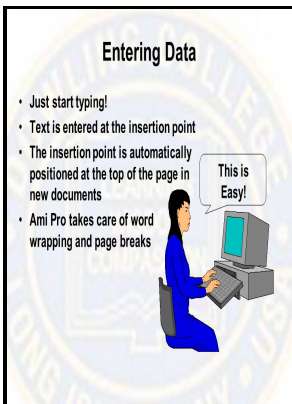 Entering Data
• Just start typing!
• Text is entered at the insertion point
• The insertion point is automatically
positioned at the top of the page in
new documents
• Ami Pro takes care of word
wrapping and page breaks
This is
Easy!